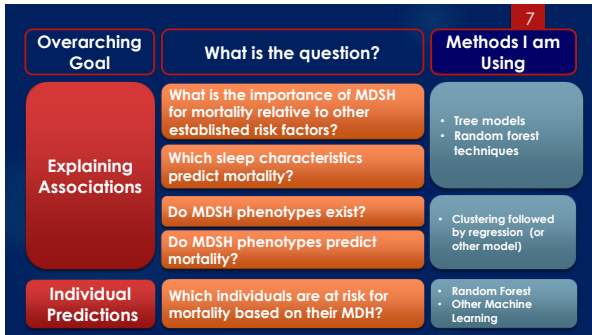 7
Overarching
Goal
What is the question?
Methods I am
Using
Explaining
Associations
What is the importance of MDSH
for mortality relative to other
established risk factors?
Which sleep characteristics
predict mortality?
• Tree models
• Random forest
techniques
Do MDSH phenotypes exist?
Do MDSH phenotypes predict
mortality?
• Clustering followed
by regression (or
other model)
Individual
Predictions
Which individuals are at risk for
mortality based on their MDH?
• Random Forest
• Other Machine
Learning